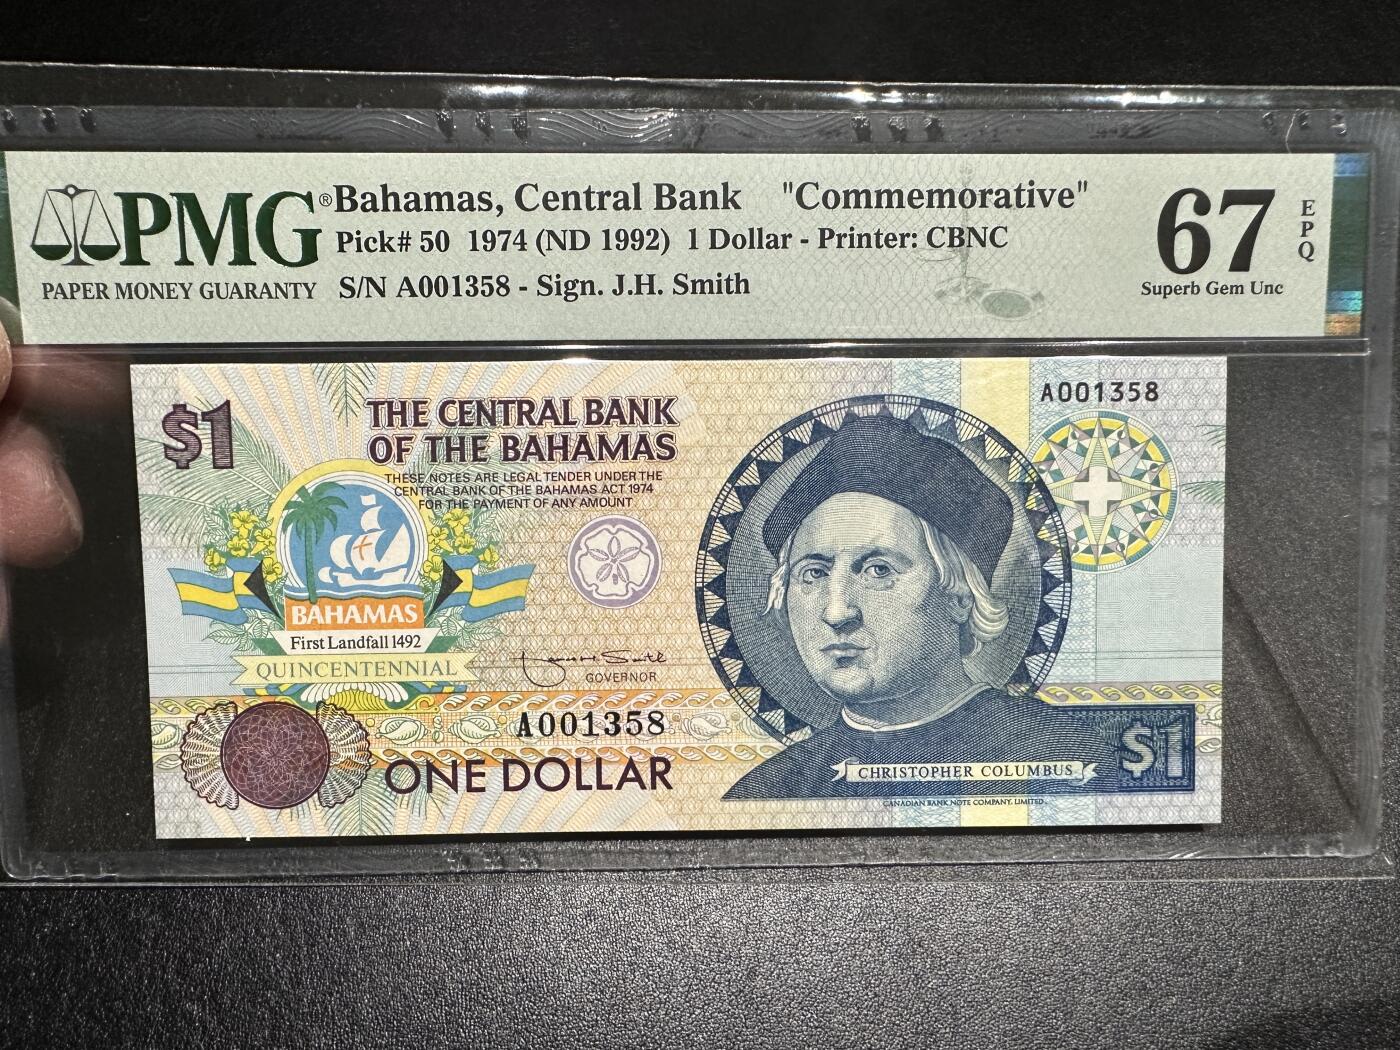 PMG®
PAPER MONEY GUARANTY
Bahamas, Central Bank "Commemorative"
Pick# 50 1974 (ND 1992) 1 Dollar - Printer: CBNC
S/N A001358 - Sign. J.H. Smith
67
EPQ
Superb Gem Unc
$1
THE CENTRAL BANK
OF THE BAHAMAS
THESE NOTES ARE LEGAL TENDER UNDER THE
CENTRAL BANK OF THE BAHAMAS ACT 1974
FOR THE PAYMENT OF ANY AMOUNT
A001358
BAHAMAS
First Landfall 1492
QUINCENTENNIAL
James H. Smith
GOVERNOR
A001358
ONE DOLLAR
CHRISTOPHER COLUMBUS
$1
CANADIAN BANK NOTE COMPANY, LIMITED.